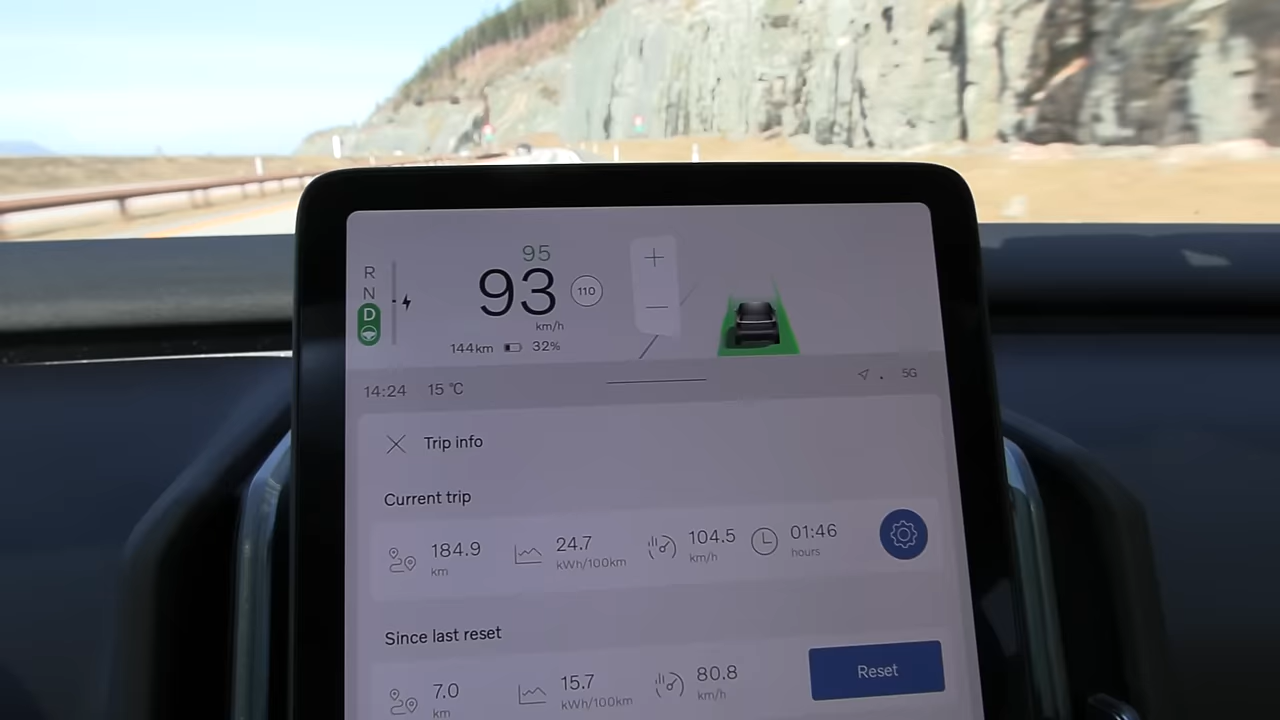 R
N
D
95
93
110
km/h
144km 32%
14:24 15 °C 5G
Trip info
Current trip
184.9 km
24.7 kWh/100km
104.5 km/h
01:46 hours
Since last reset
7.0 km
15.7 kWh/100km
80.8 km/h
Reset